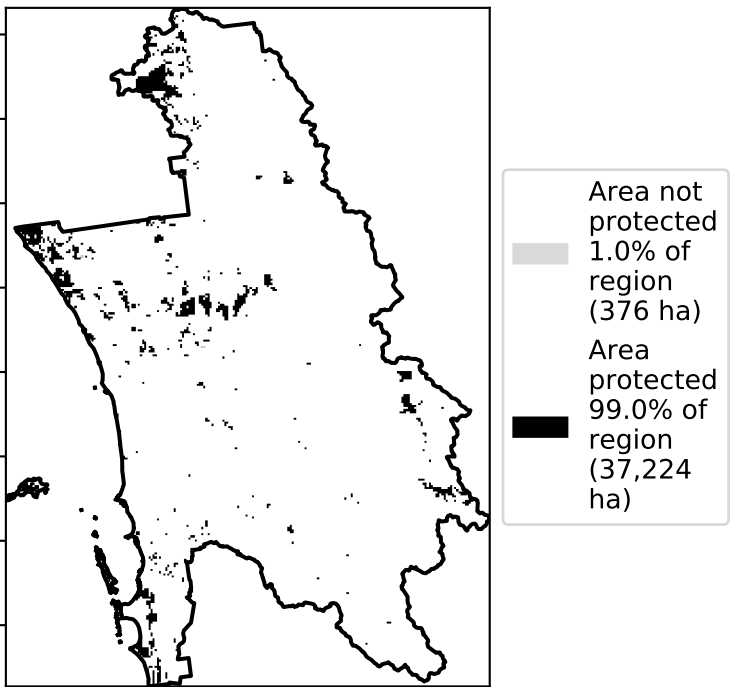 Area not
protected
1.0% of
region
(376 ha)
Area
protected
99.0% of
region
(37,224
ha)